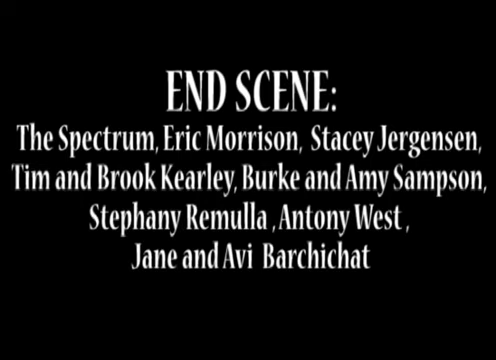 END SCENE:
The Spectrum, Eric Morrison, Stacey Jergensen,
Tim and Brook Kearley, Burke and Amy Sampson,
Stephany Remulla , Antony West ,
Jane and Avi Barchichat